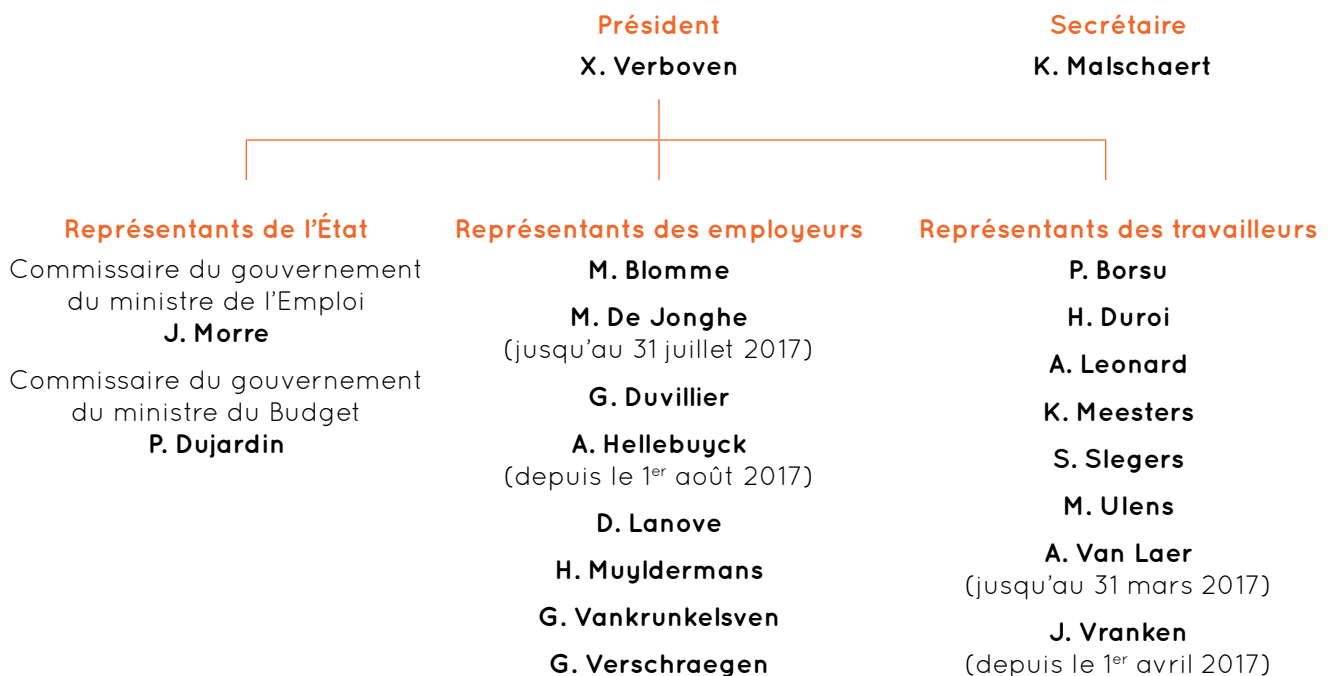 Président
X. Verboven
Secrétaire
K. Malschaert
Représentants de l'État
Commissaire du gouvernement
du ministre de l'Emploi
J. Morre
Commissaire du gouvernement
du ministre du Budget
P. Dujardin
Représentants des employeurs
M. Blomme
M. De Jonghe
(jusqu'au 31 juillet 2017)
G. Duvillier
A. Hellebuyck
(depuis le 1er août 2017)
D. Lanove
H. Muyldermans
G. Vankrunkelsven
G. Verschraegen
Représentants des travailleurs
P. Borsu
H. Duroi
A. Leonard
K. Meesters
S. Slegers
M. Ulens
A. Van Laer
(jusqu'au 31 mars 2017)
J. Vranken
(depuis le 1er avril 2017)